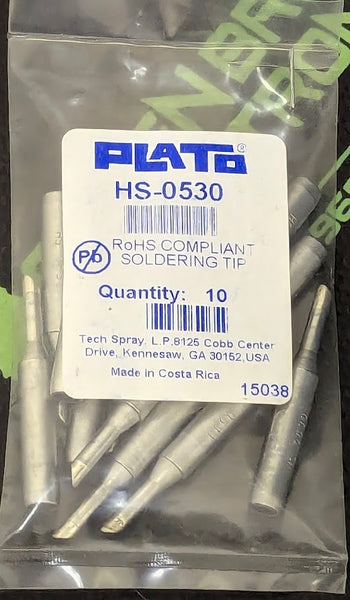 PLATO®
HS-0530
Pb
RoHS COMPLIANT
SOLDERING TIP
Quantity: 10
Tech Spray, L.P.8125 Cobb Center
Drive, Kennesaw, GA 30152,USA
Made in Costa Rica
15038